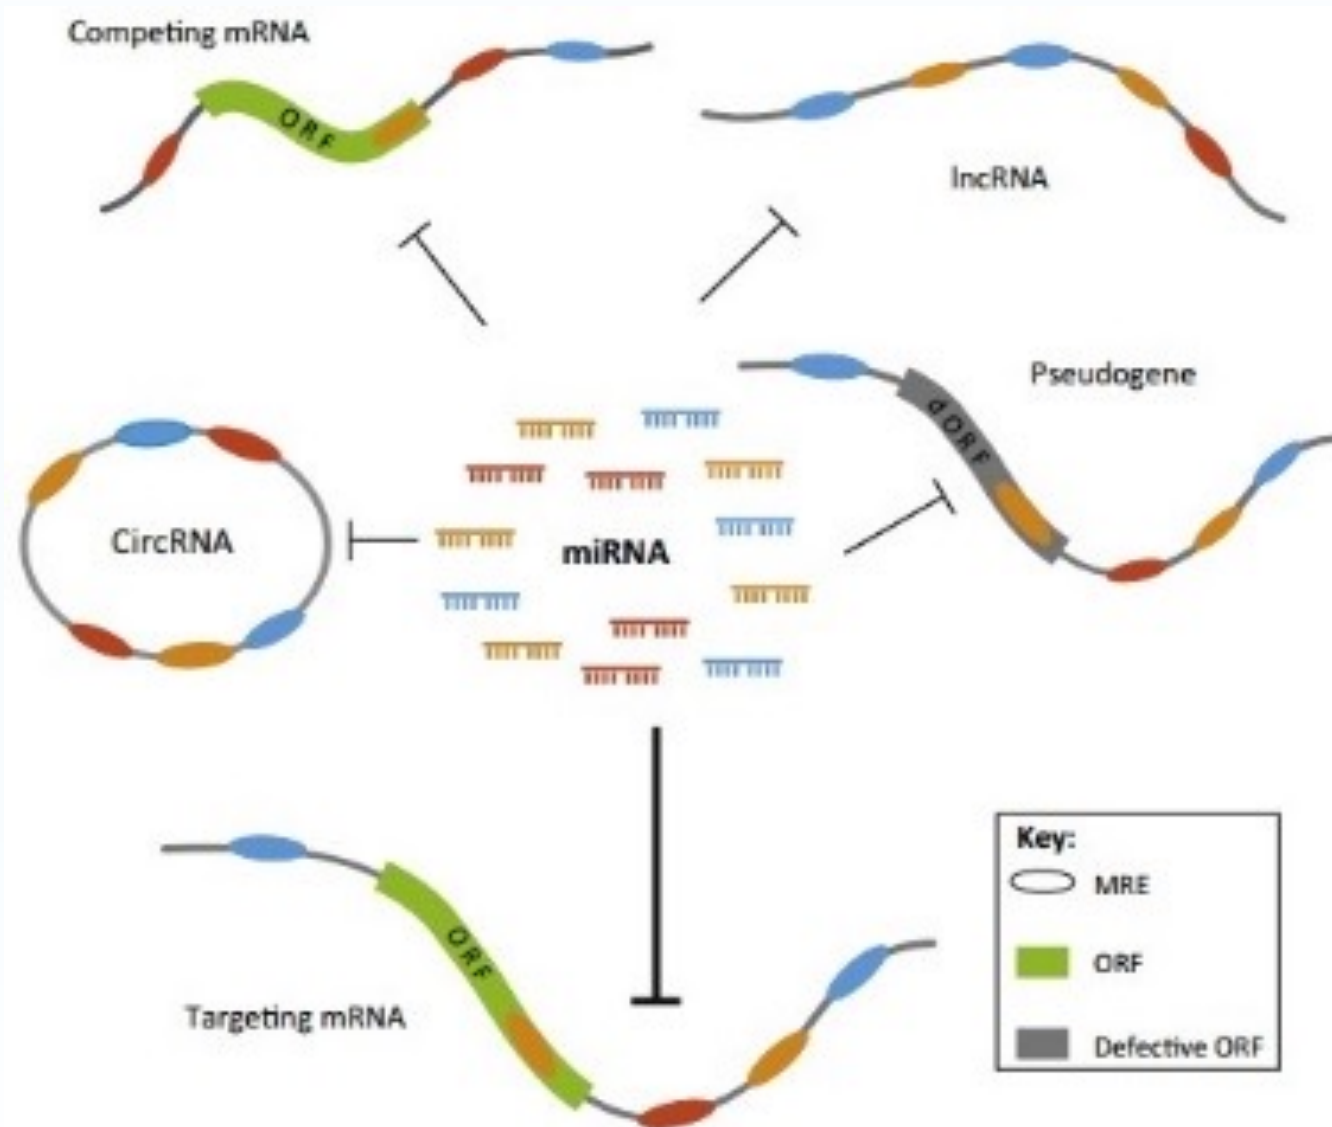 Competing mRNA
ORF
lncRNA
Pseudogene
dORF
CircRNA
miRNA
ORF
Targeting mRNA
Key:
MRE
ORF
Defective ORF